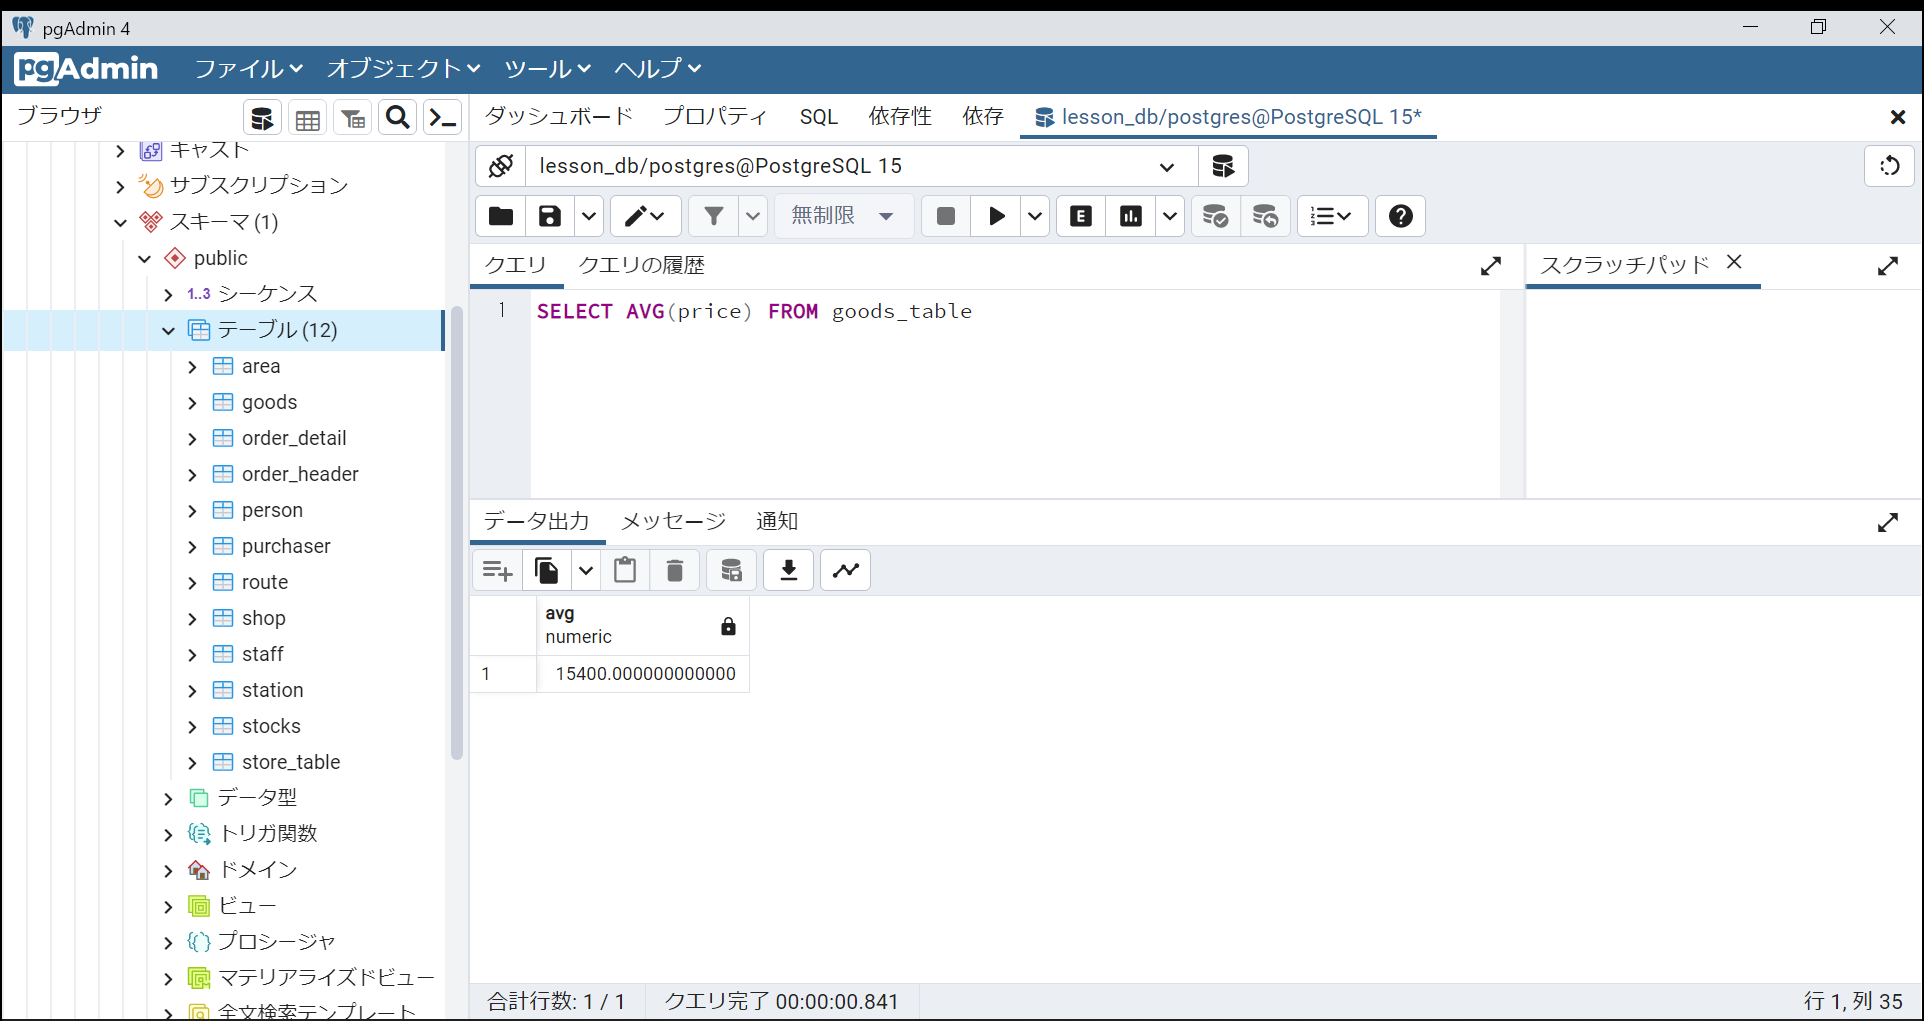 pgAdmin 4
pgAdmin ファイル オブジェクト ツール ヘルプ
ブラウザ
ダッシュボード プロパティ SQL 依存性 依存 lesson_db/postgres@PostgreSQL 15*
lesson_db/postgres@PostgreSQL 15
無制限
キャスト
サブスクリプション
スキーマ (1)
public
1..3 シーケンス
テーブル (12)
area
goods
order_detail
order_header
person
purchaser
route
shop
staff
station
stocks
store_table
データ型
トリガ関数
ドメイン
ビュー
プロシージャ
マテリアライズドビュー
全文検索テンプレート
クエリ クエリの履歴
スクラッチパッド
1 SELECT AVG(price) FROM goods_table
データ出力 メッセージ 通知
avg
numeric
1 15400.000000000000
合計行数: 1 / 1 クエリ完了 00:00:00.841 行 1, 列 35